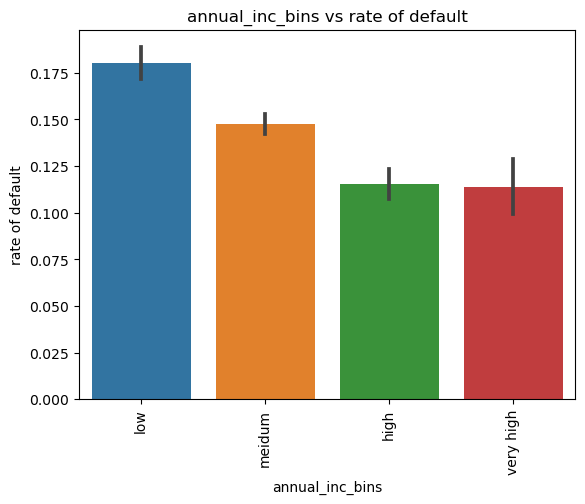 annual_inc_bins vs rate of default
rate of default
0.175
0.150
0.125
0.100
0.075
0.050
0.025
0.000
low
meidum
high
very high
annual_inc_bins